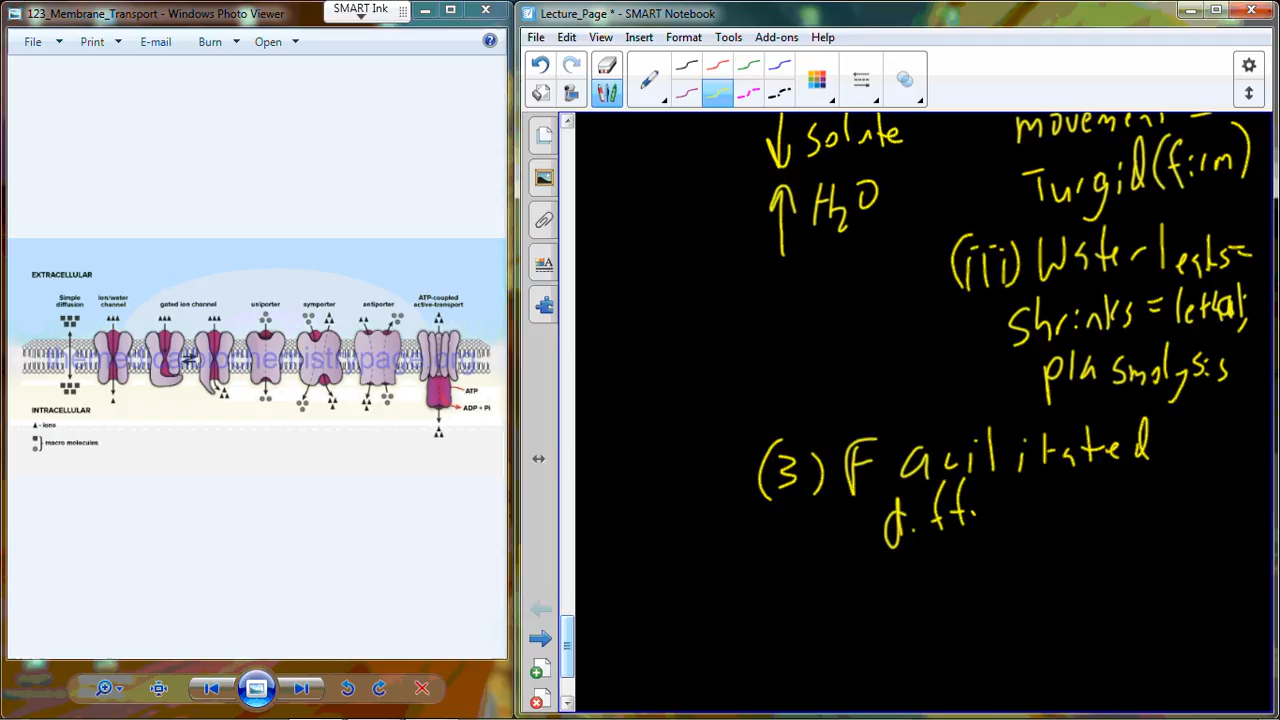 123_Membrane_Transport - Windows Photo Viewer
SMART Ink
File Print E-mail Burn Open
EXTRACELLULAR
Simple diffusion
ion/water channel
gated ion channel
uniporter
symporter
antiporter
ATP-coupled active-transport
themedicalbiochemistrypage.org
ATP
ADP + Pi
INTRACELLULAR
- ions
macro molecules
Lecture_Page * - SMART Notebook
File Edit View Insert Format Tools Add-ons Help
↓ solute
↑ H2O
movement =
Turgid (firm)
(iii) Water leaks=
shrinks = lethal;
plasmolysis
(3) Facilitated
diff.